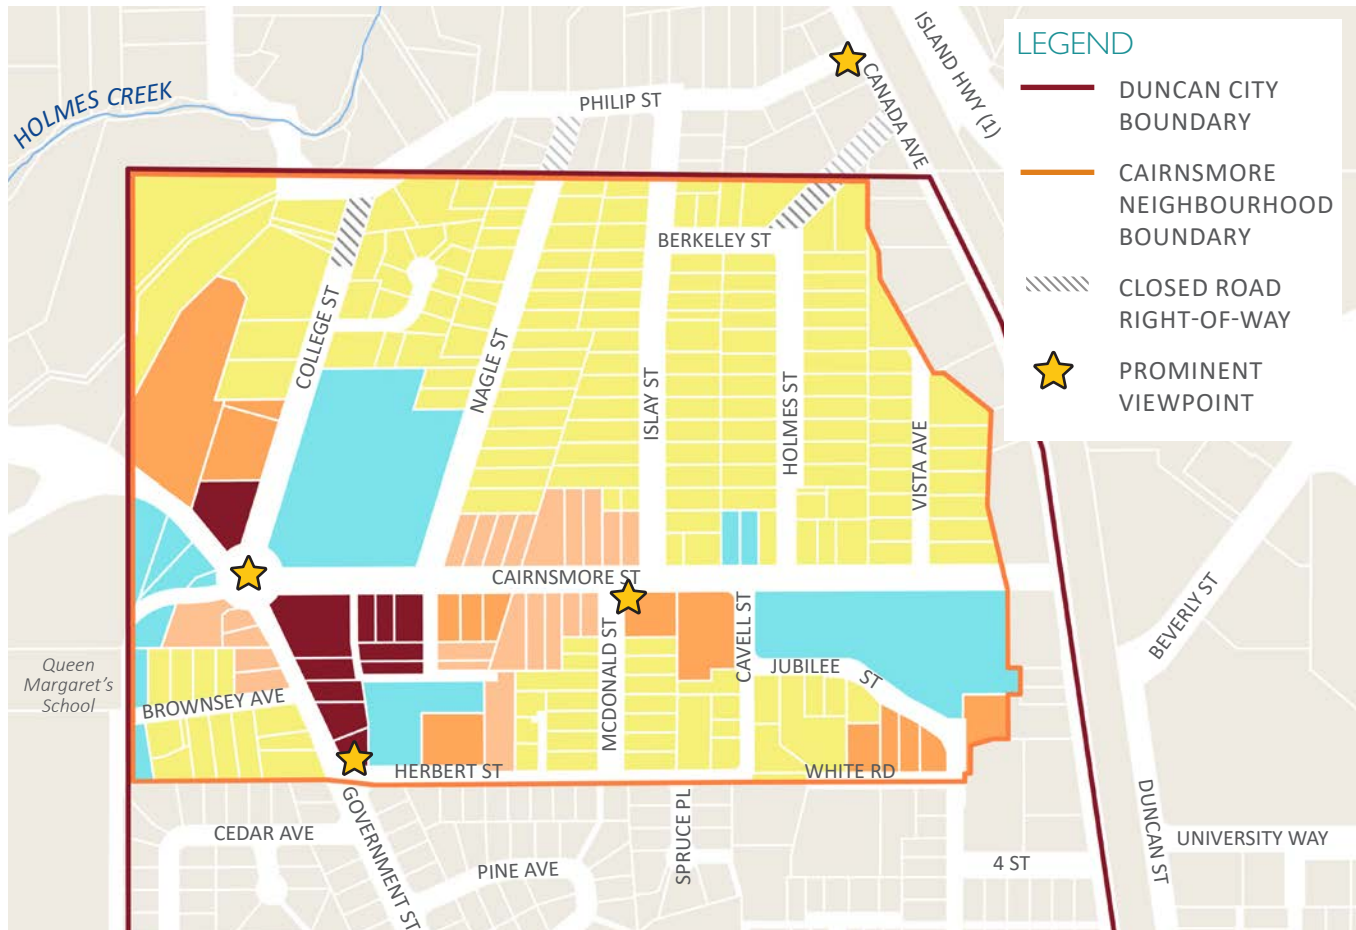 LEGEND
DUNCAN CITY
BOUNDARY
CAIRNSMORE
NEIGHBOURHOOD
BOUNDARY
CLOSED ROAD
RIGHT-OF-WAY
PROMINENT
VIEWPOINT
HOLMES CREEK
PHILIP ST
CANADA AVE
ISLAND HWY (1)
BERKELEY ST
COLLEGE ST
NAGLE ST
ISLAY ST
HOLMES ST
VISTA AVE
CAIRNSMORE ST
MCDONALD ST
CAVELL ST
JUBILEE ST
BEVERLY ST
Queen
Margaret's
School
BROWNSEY AVE
HERBERT ST
WHITE RD
GOVERNMENT ST
CEDAR AVE
PINE AVE
SPRUCE PL
4 ST
DUNCAN ST
UNIVERSITY WAY